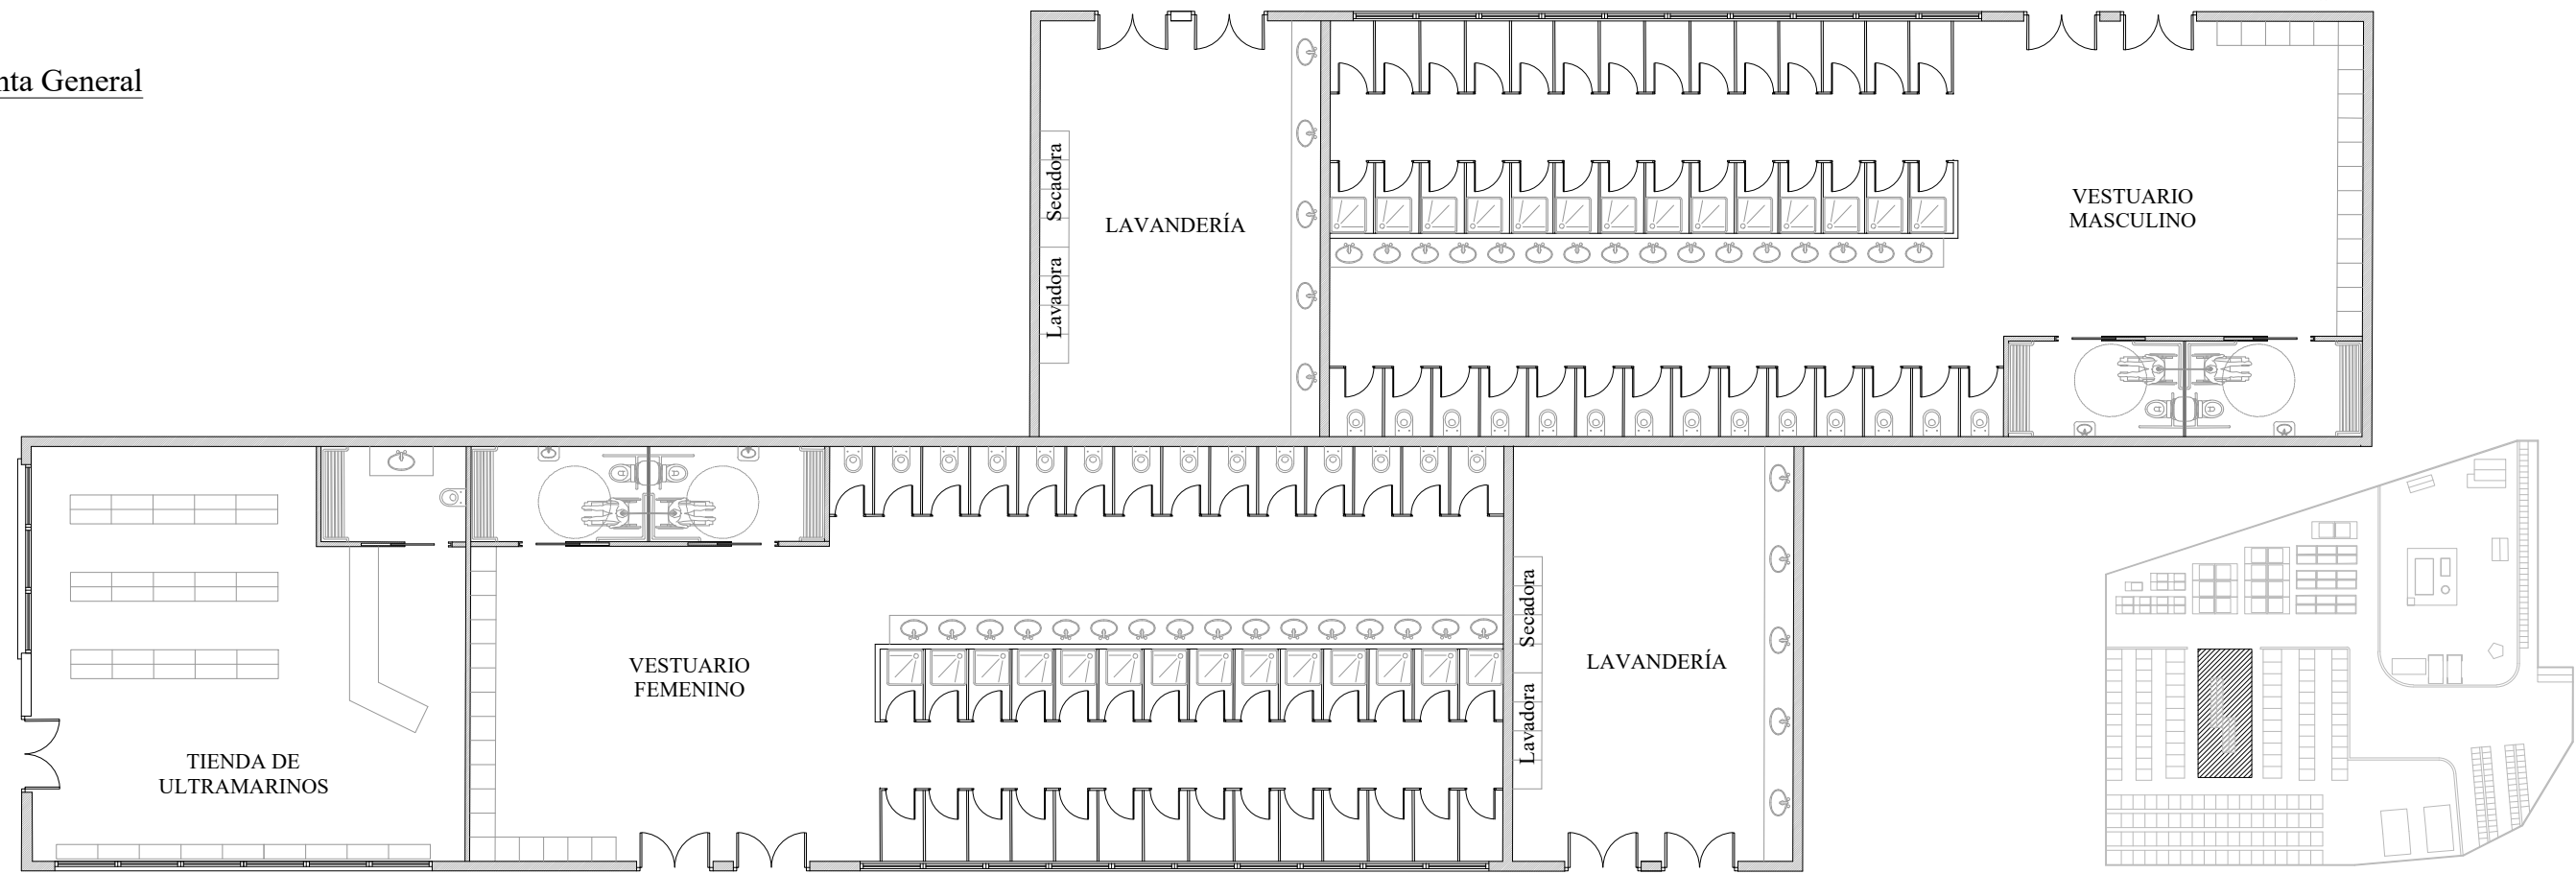 nta General
Secadora
Lavadora
LAVANDERÍA
VESTUARIO
MASCULINO
TIENDA DE
ULTRAMARINOS
VESTUARIO
FEMENINO
Secadora
Lavadora
LAVANDERÍA